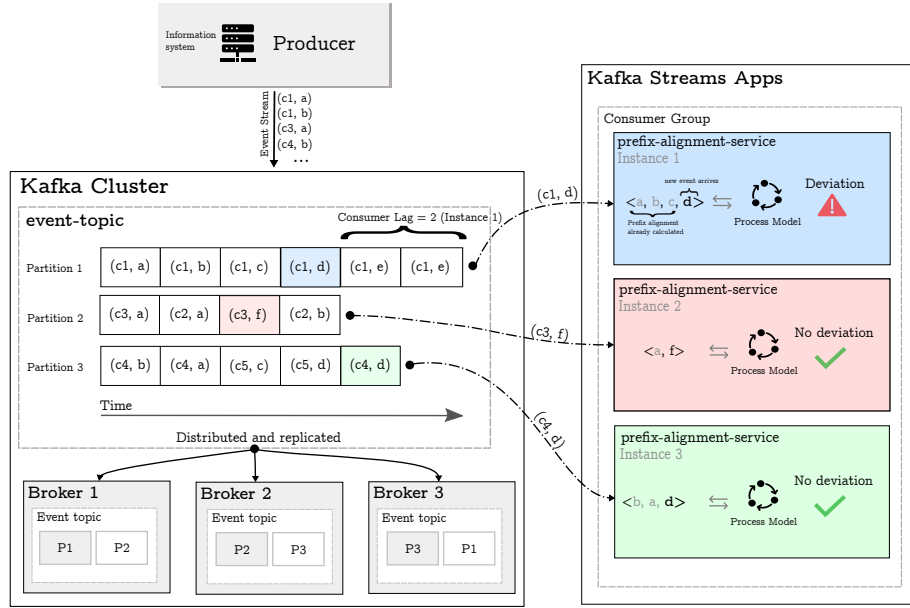 Information
system
Producer
Event Stream
(c1, a)
(c1, b)
(c3, a)
(c4, b)
...
Kafka Cluster
event-topic
Consumer Lag = 2 (Instance 1)
Partition 1
(c1, a) (c1, b) (c1, c) (c1, d) (c1, e) (c1, e)
Partition 2
(c3, a) (c2, a) (c3, f) (c2, b)
Partition 3
(c4, b) (c4, a) (c5, c) (c5, d) (c4, d)
Time
Distributed and replicated
Broker 1
Event topic
P1 P2
Broker 2
Event topic
P2 P3
Broker 3
Event topic
P3 P1
(c1, d)
(c3, f)
(c4, d)
Kafka Streams Apps
Consumer Group
prefix-alignment-service
Instance 1
new event arrives
<a, b, c, d>
Prefix alignment
already calculated
Process Model
Deviation
prefix-alignment-service
Instance 2
<a, f>
Process Model
No deviation
prefix-alignment-service
Instance 3
<b, a, d>
Process Model
No deviation